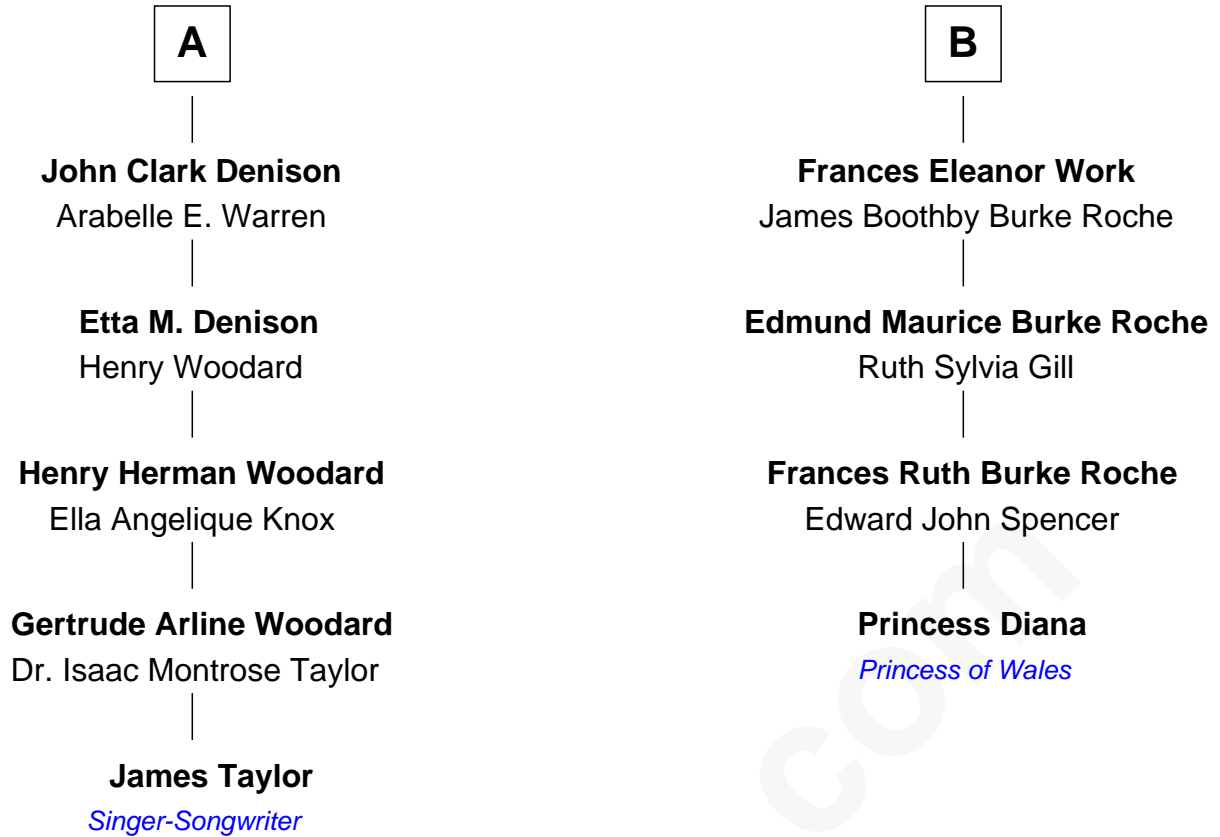 A
John Clark Denison
Arabelle E. Warren
Etta M. Denison
Henry Woodard
Henry Herman Woodard
Ella Angelique Knox
Gertrude Arline Woodard
Dr. Isaac Montrose Taylor
James Taylor
Singer-Songwriter
B
Frances Eleanor Work
James Boothby Burke Roche
Edmund Maurice Burke Roche
Ruth Sylvia Gill
Frances Ruth Burke Roche
Edward John Spencer
Princess Diana
Princess of Wales
com